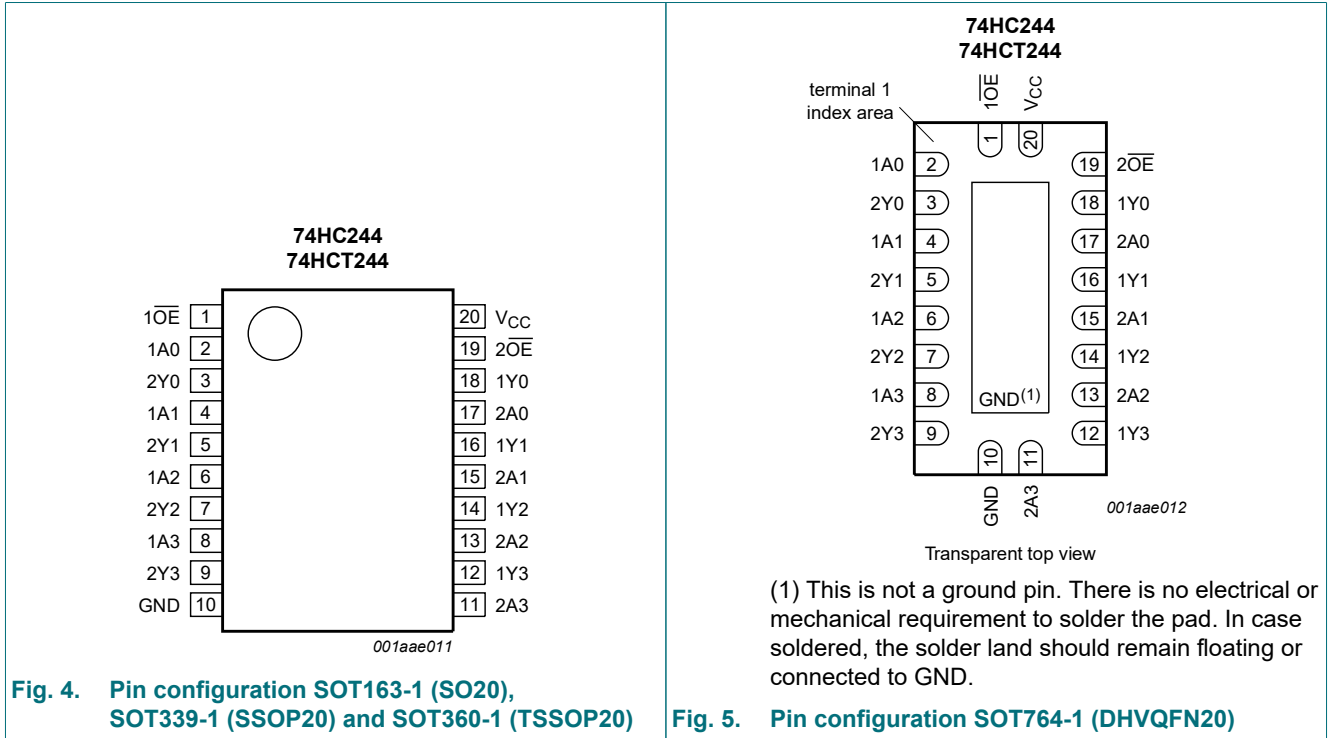 74HC244
74HCT244
1OE 1
1A0 2
2Y0 3
1A1 4
2Y1 5
1A2 6
2Y2 7
1A3 8
2Y3 9
GND 10
20 VCC
19 2OE
18 1Y0
17 2A0
16 1Y1
15 2A1
14 1Y2
13 2A2
12 1Y3
11 2A3
001aae011
Fig. 4. Pin configuration SOT163-1 (SO20),
SOT339-1 (SSOP20) and SOT360-1 (TSSOP20)
74HC244
74HCT244
terminal 1
index area
1OE
VCC
1
20
1A0 2
2Y0 3
1A1 4
2Y1 5
1A2 6
2Y2 7
1A3 8
2Y3 9
19 2OE
18 1Y0
17 2A0
16 1Y1
15 2A1
14 1Y2
13 2A2
12 1Y3
GND(1)
10
11
GND
2A3
001aae012
Transparent top view
(1) This is not a ground pin. There is no electrical or
mechanical requirement to solder the pad. In case
soldered, the solder land should remain floating or
connected to GND.
Fig. 5. Pin configuration SOT764-1 (DHVQFN20)